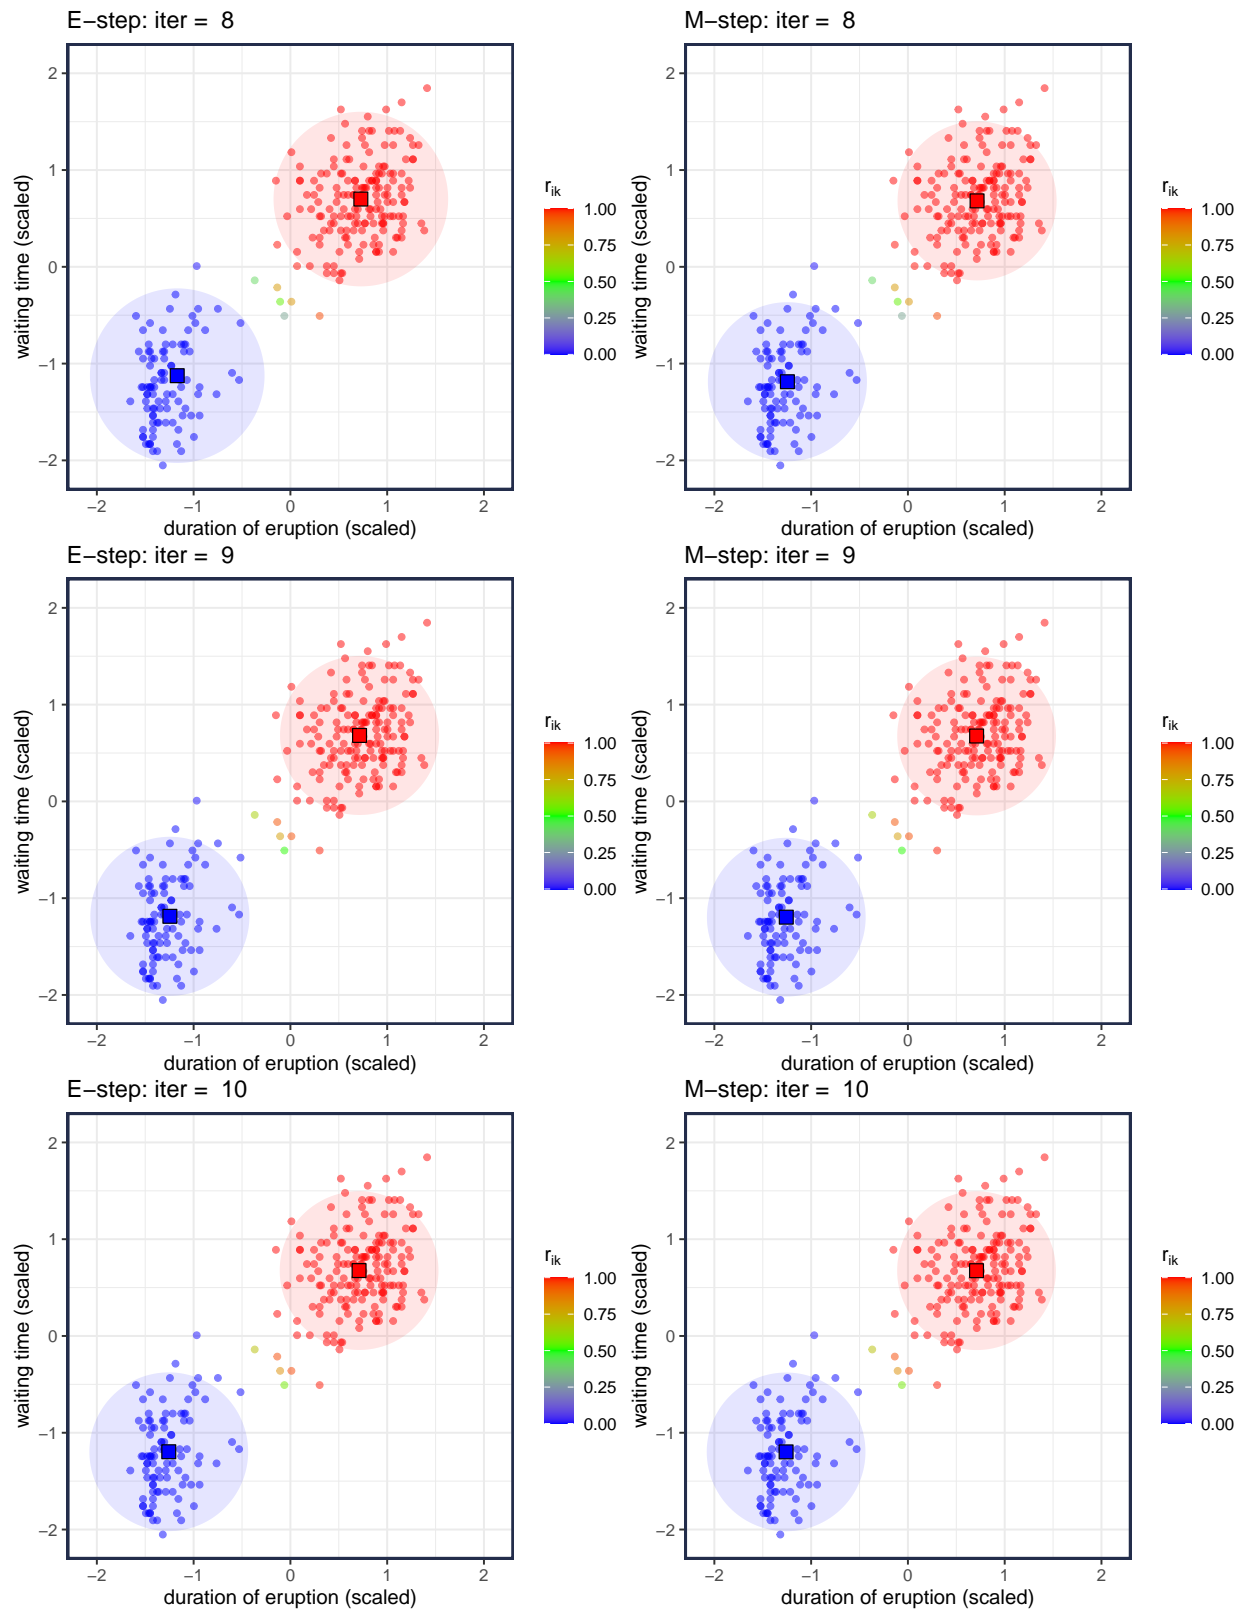 E−step: iter =  8
M−step: iter =  8
2
1
0
−1
−2
waiting time (scaled)
−2 −1 0 1 2
duration of eruption (scaled)
rik
1.00
0.75
0.50
0.25
0.00
2
1
0
−1
−2
waiting time (scaled)
−2 −1 0 1 2
duration of eruption (scaled)
rik
1.00
0.75
0.50
0.25
0.00
E−step: iter =  9
M−step: iter =  9
2
1
0
−1
−2
waiting time (scaled)
−2 −1 0 1 2
duration of eruption (scaled)
rik
1.00
0.75
0.50
0.25
0.00
2
1
0
−1
−2
waiting time (scaled)
−2 −1 0 1 2
duration of eruption (scaled)
rik
1.00
0.75
0.50
0.25
0.00
E−step: iter =  10
M−step: iter =  10
2
1
0
−1
−2
waiting time (scaled)
−2 −1 0 1 2
duration of eruption (scaled)
rik
1.00
0.75
0.50
0.25
0.00
2
1
0
−1
−2
waiting time (scaled)
−2 −1 0 1 2
duration of eruption (scaled)
rik
1.00
0.75
0.50
0.25
0.00